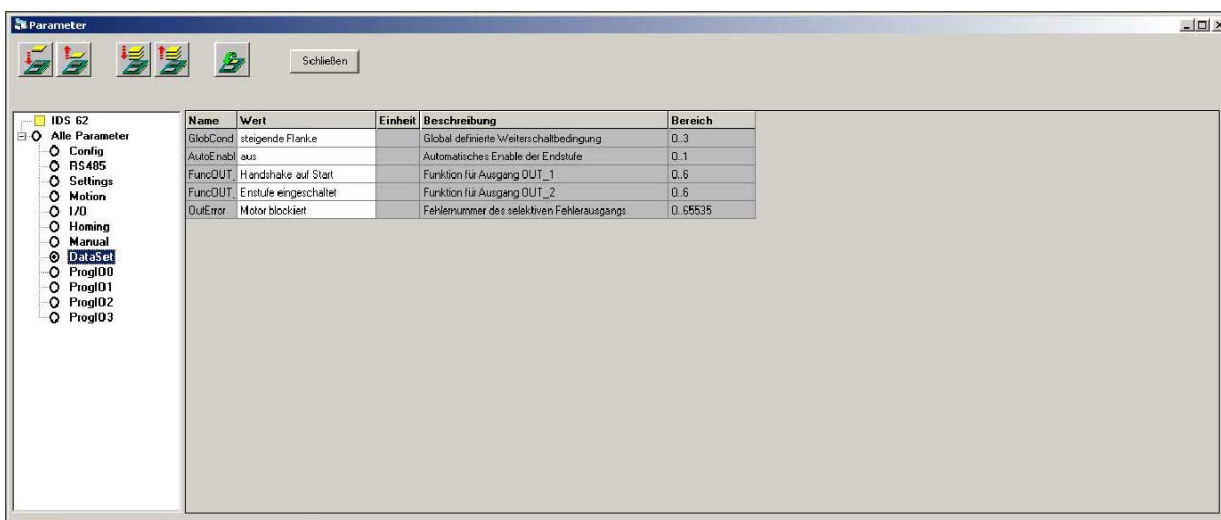 Parameter
Schließen
IDS 62
Alle Parameter
Config
RS485
Settings
Motion
I/O
Homing
Manual
DataSet
ProgIO0
ProgIO1
ProgIO2
ProgIO3
Name Wert Einheit Beschreibung Bereich
GlobCond steigende Flanke Global definierte Weiterschaltbedingung 0..3
AutoEnabl aus Automatisches Enable der Endstufe 0..1
FuncOUT_ Handshake auf Start Funktion für Ausgang OUT_1 0..6
FuncOUT_ Enstufe eingeschaltet Funktion für Ausgang OUT_2 0..6
OutError Motor blockiert Fehlernummer des selektiven Fehlerausgangs 0..65535